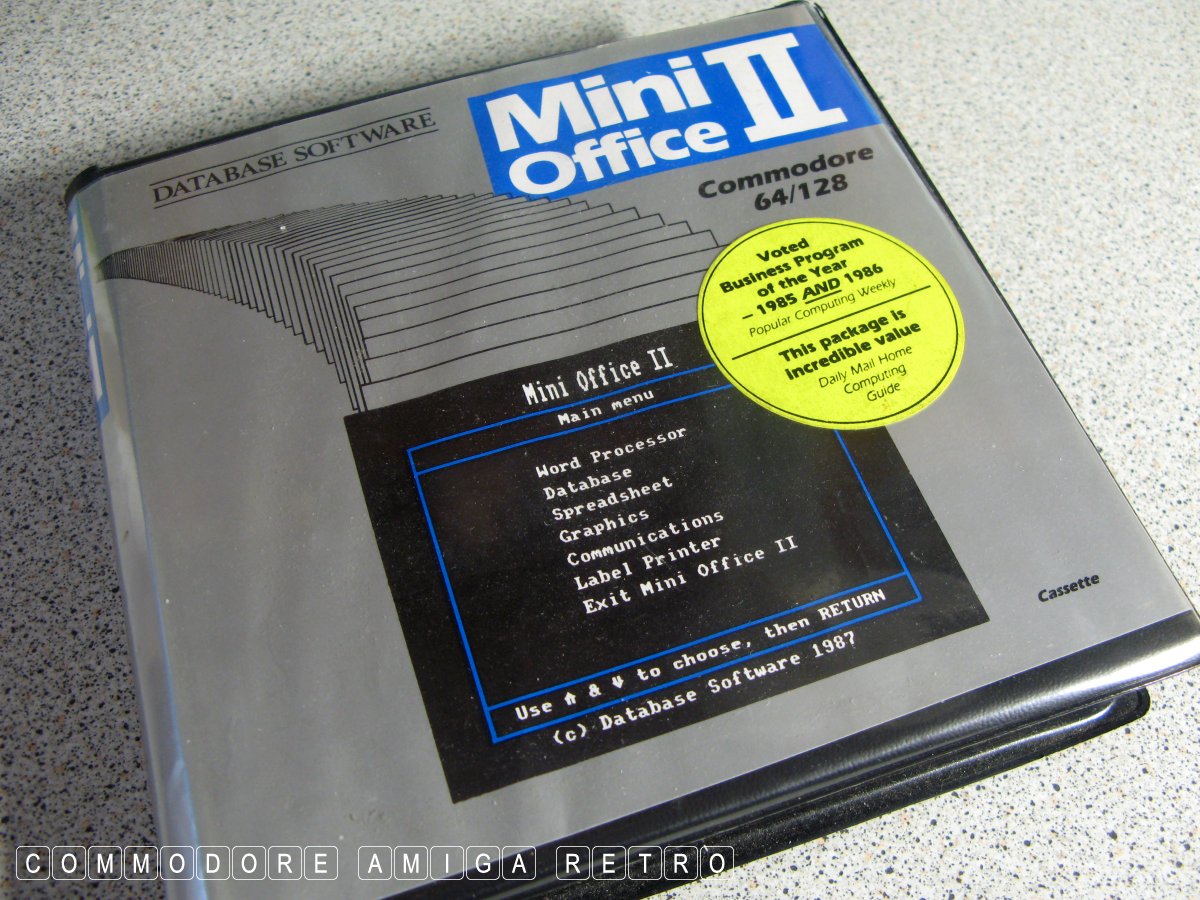 DATABASE SOFTWARE
Mini
Office
II
Commodore
64/128
Voted
Business Program
of the Year
– 1985 AND 1986
Popular Computing Weekly
This package is
incredible value
Daily Mail Home
Computing
Guide
Mini Office II
Main menu
Word Processor
Database
Spreadsheet
Graphics
Communications
Label Printer
Exit Mini Office II
Use ↑ & ↓ to choose, then RETURN
(c) Database Software 1987
Cassette
COMMODORE AMIGA RETRO